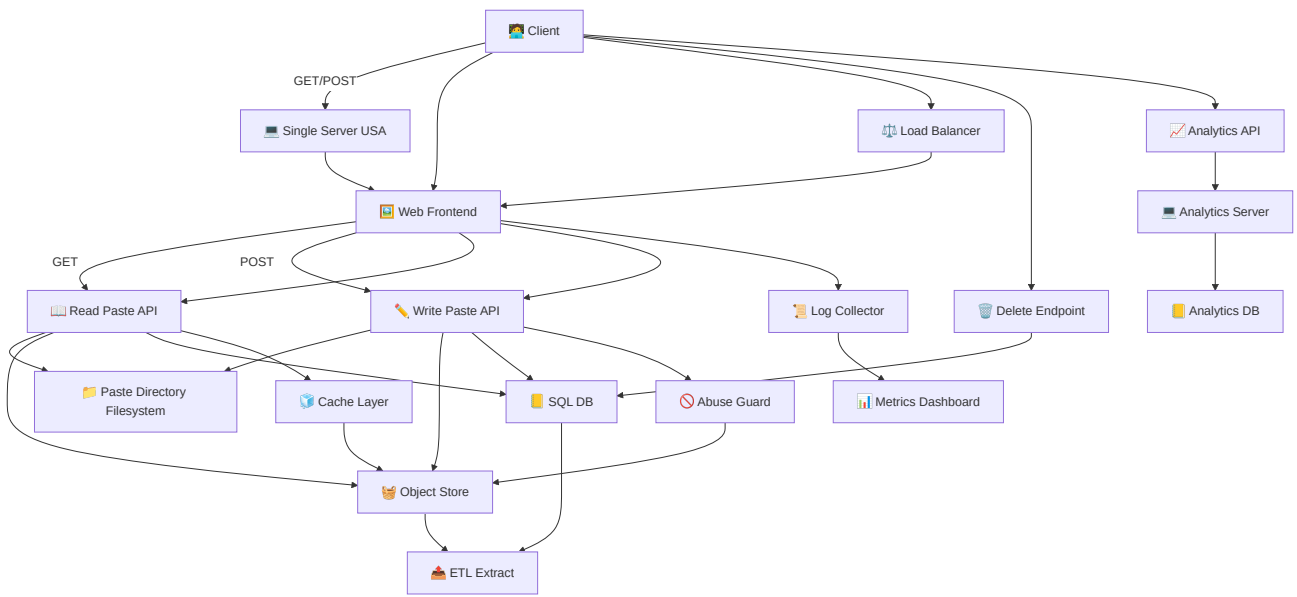 🧑‍💻 Client
GET/POST
💻 Single Server USA
⚖️ Load Balancer
📈 Analytics API
🖼️ Web Frontend
💻 Analytics Server
GET
POST
📖 Read Paste API
✏️ Write Paste API
📜 Log Collector
🗑️ Delete Endpoint
📒 Analytics DB
📁 Paste Directory
Filesystem
🧊 Cache Layer
📒 SQL DB
🚫 Abuse Guard
📊 Metrics Dashboard
🧺 Object Store
📤 ETL Extract